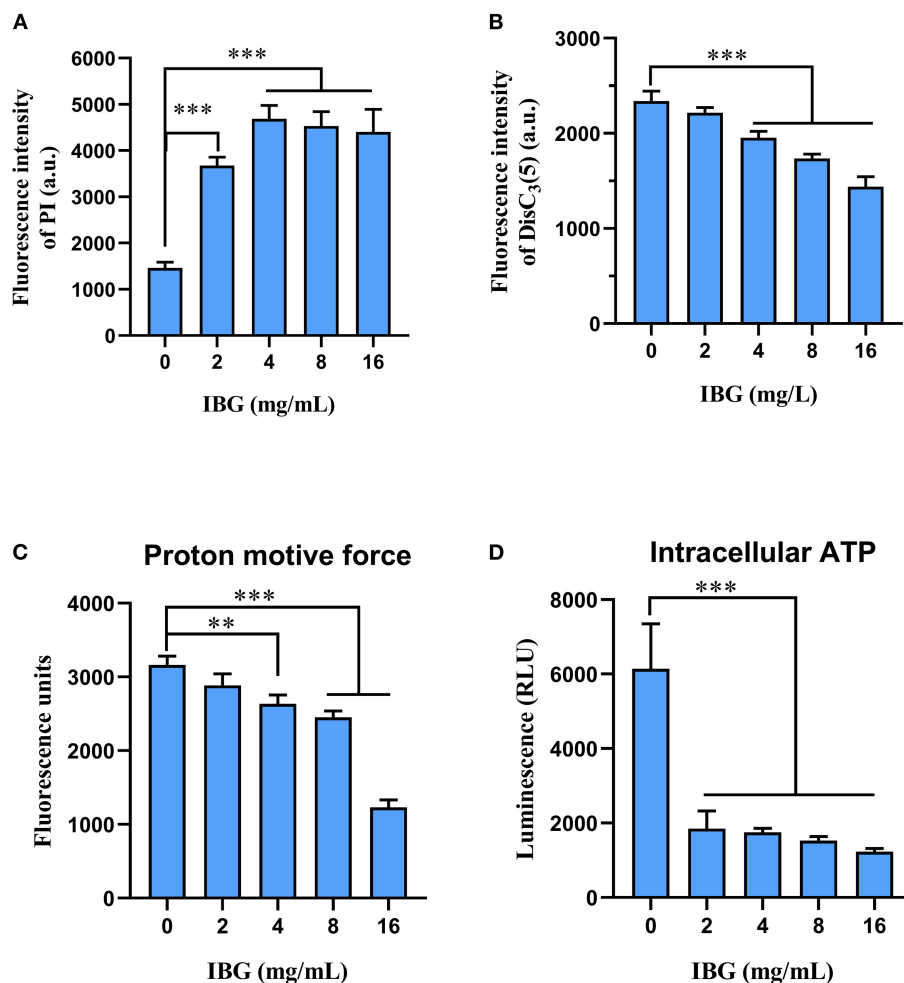 A
***
***
Fluorescence intensity
of PI (a.u.)
6000
5000
4000
3000
2000
1000
0
0 2 4 8 16
IBG (mg/mL)
B
***
Fluorescence intensity
of DisC3(5) (a.u.)
3000
2000
1000
0
0 2 4 8 16
IBG (mg/L)
C
Proton motive force
***
**
Fluorescence units
4000
3000
2000
1000
0
0 2 4 8 16
IBG (mg/mL)
D
Intracellular ATP
***
Luminescence (RLU)
8000
6000
4000
2000
0
0 2 4 8 16
IBG (mg/mL)